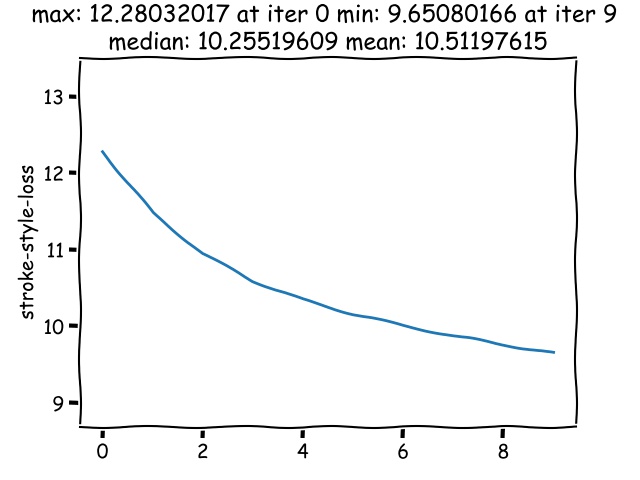 max: 12.28032017 at iter 0 min: 9.65080166 at iter 9
median: 10.25519609 mean: 10.51197615
stroke-style-loss
13
12
11
10
9
0 2 4 6 8